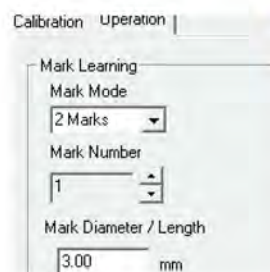 Calibration Operation
Mark Learning
Mark Mode
2 Marks
Mark Number
1
Mark Diameter / Length
3.00 mm